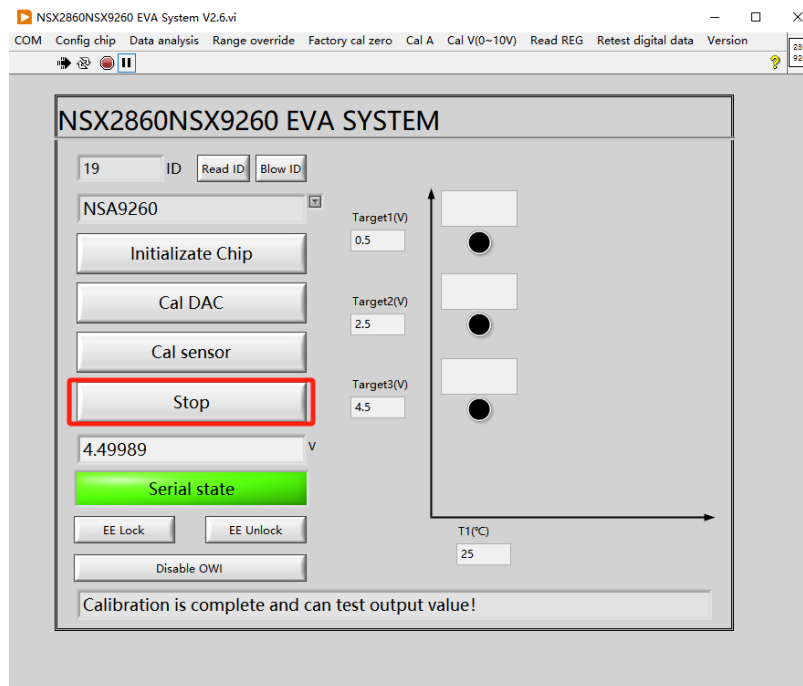 NSX2860NSX9260 EVA System V2.6.vi
COM Config chip Data analysis Range override Factory cal zero Cal A Cal V(0~10V) Read REG Retest digital data Version
NSX2860NSX9260 EVA SYSTEM
19 ID Read ID Blow ID
NSA9260
Target1(V)
0.5
Initializate Chip
Cal DAC
Target2(V)
2.5
Cal sensor
Target3(V)
4.5
Stop
4.49989 V
Serial state
EE Lock EE Unlock
T1(℃)
25
Disable OWI
Calibration is complete and can test output value!